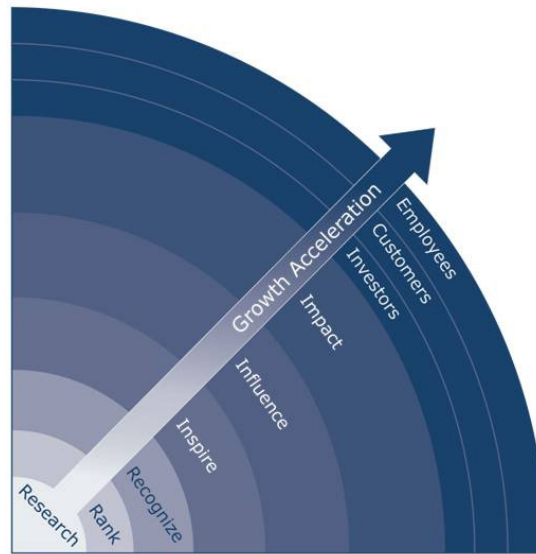 Growth Acceleration
Employees
Customers
Investors
Impact
Influence
Inspire
Recognize
Rank
Research